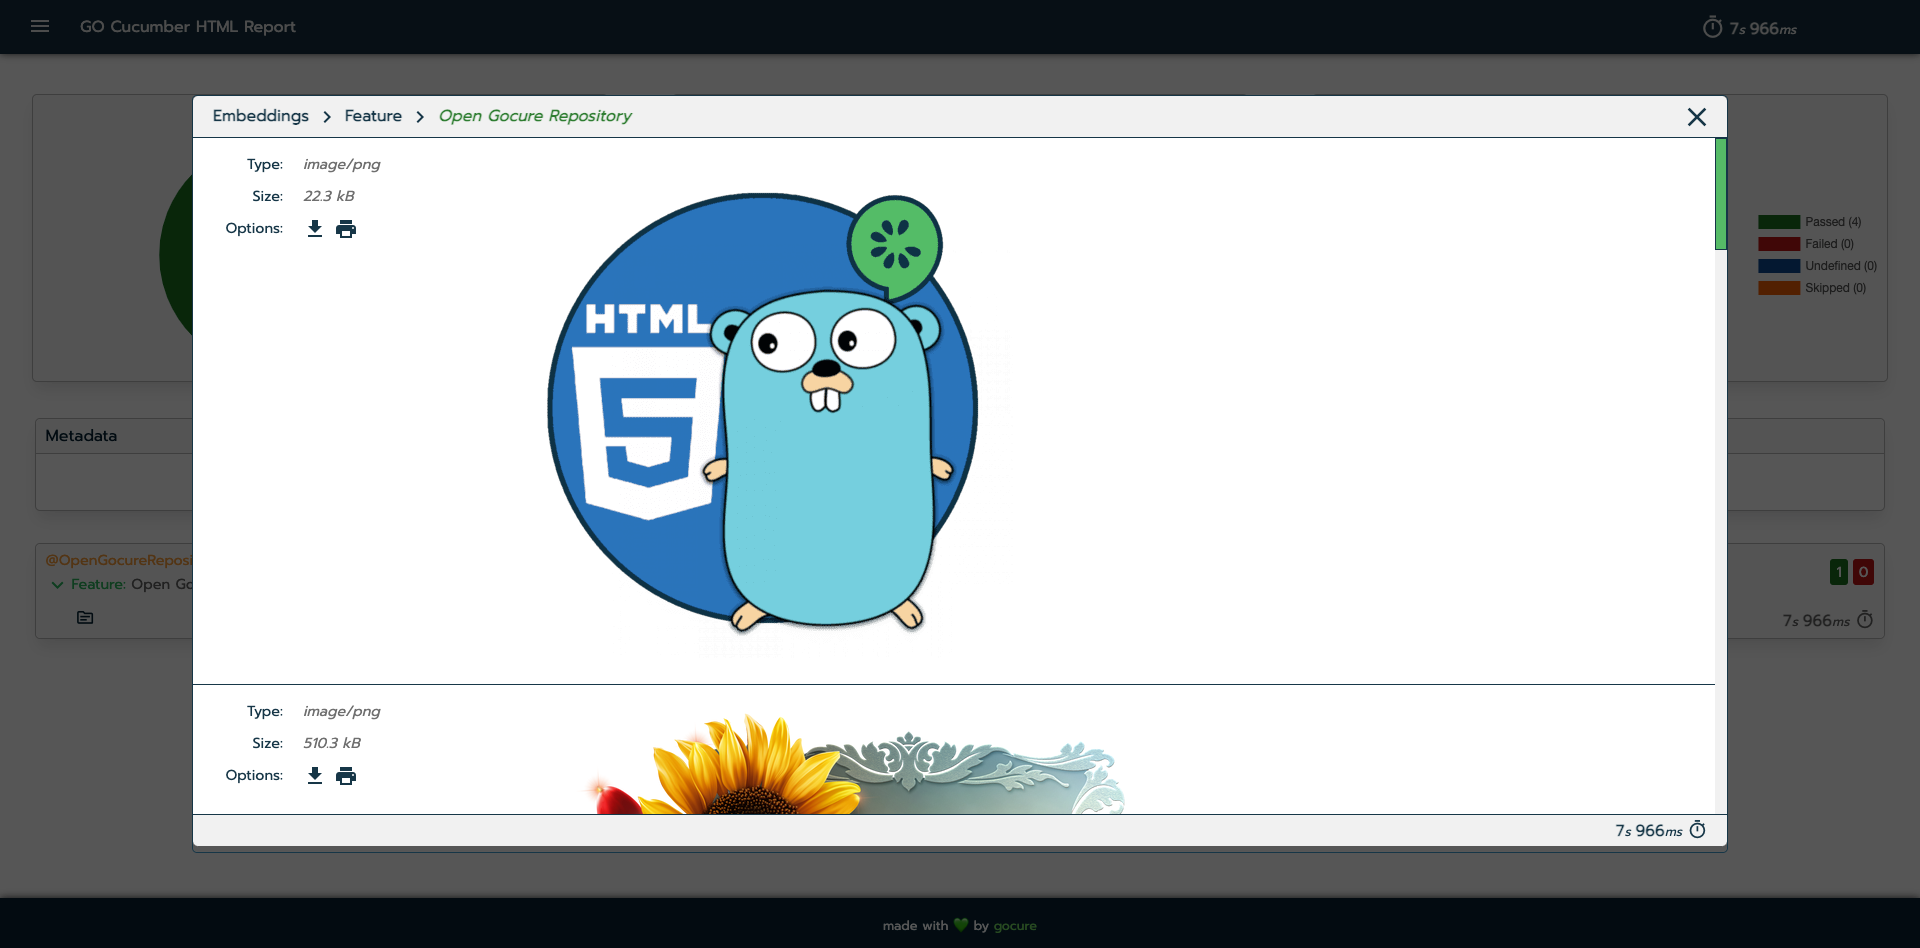 GO Cucumber HTML Report
7s 966ms
Embeddings > Feature > Open Gocure Repository
Type: image/png
Size: 22.3 kB
Options:
HTML
5
Passed (4)
Failed (0)
Undefined (0)
Skipped (0)
Metadata
@OpenGocureReposi
Feature: Open Go
1 0
7s 966ms
Type: image/png
Size: 510.3 kB
Options:
7s 966ms
made with 💚 by gocure